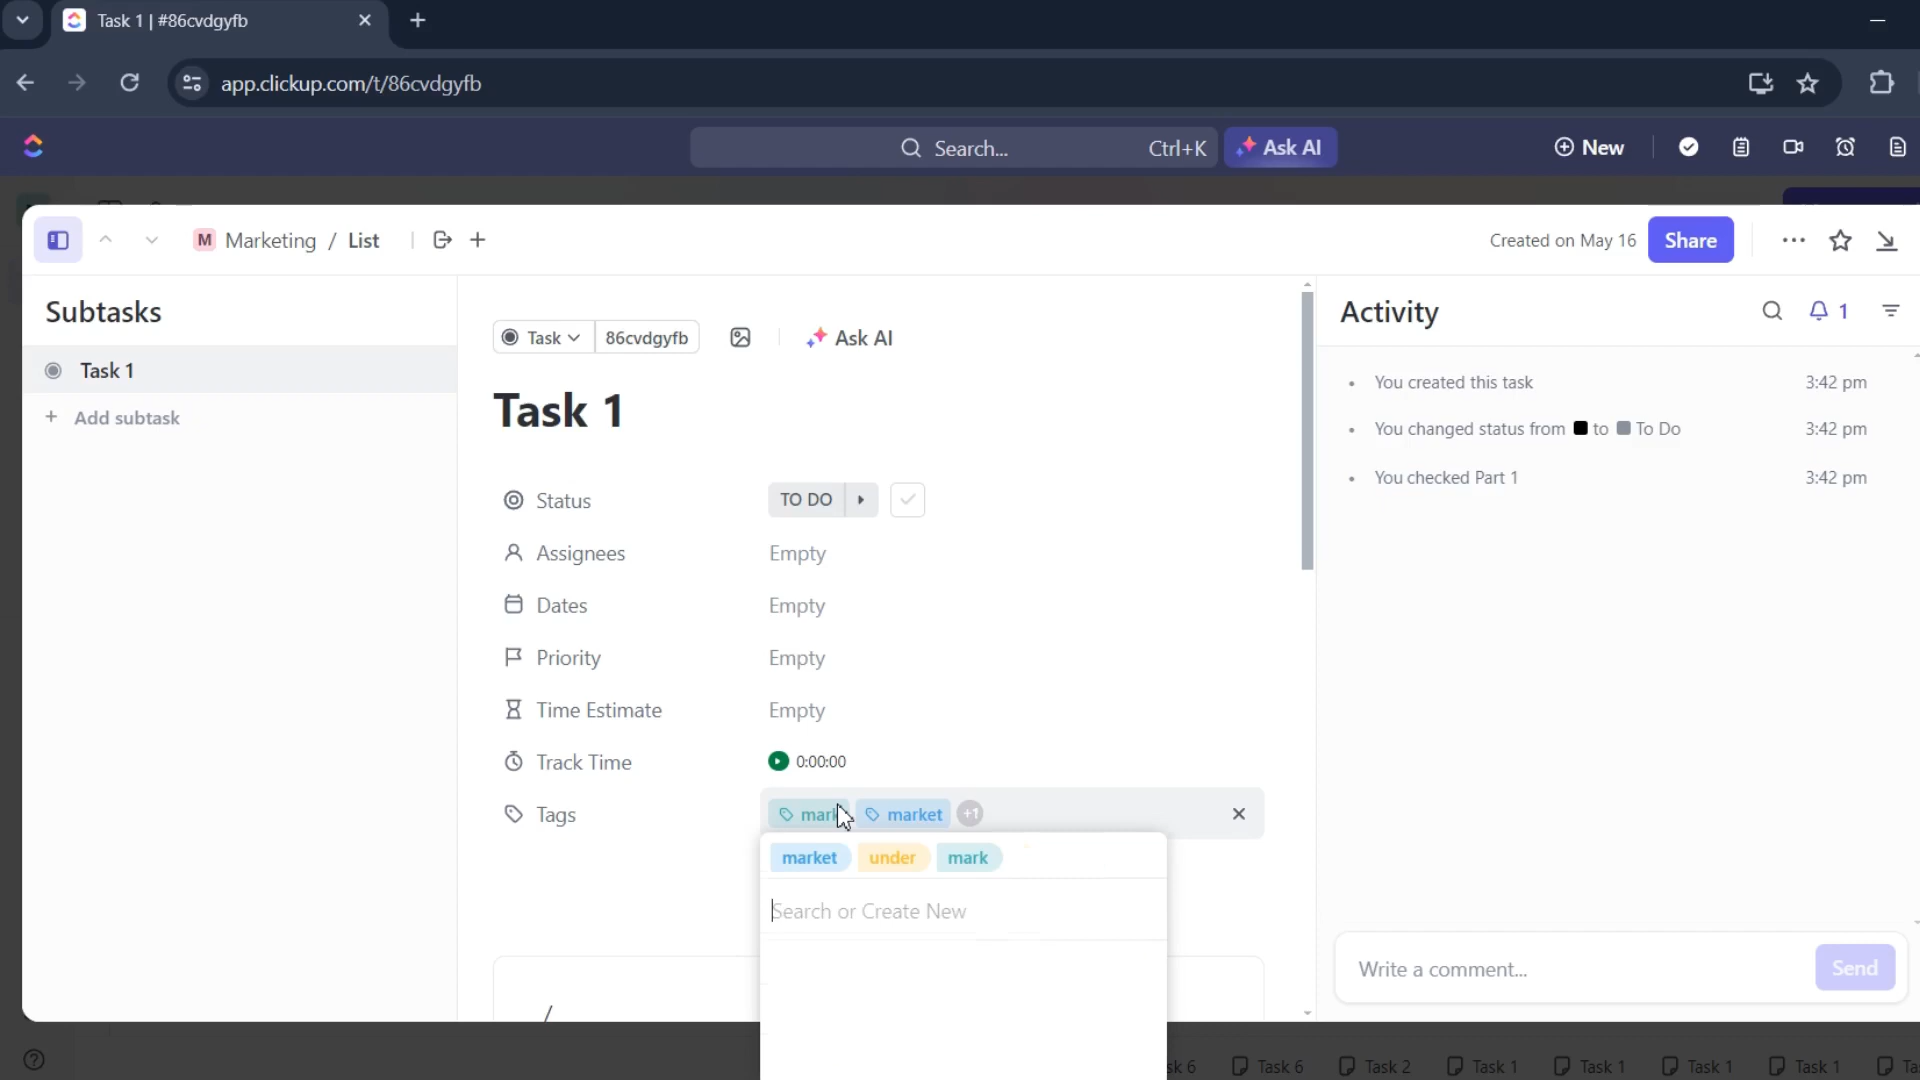 Task 1 | #86cvdgyfb
app.clickup.com/t/86cvdgyfb
Search... Ctrl+K Ask AI New
M Marketing / List Created on May 16 Share
Subtasks
Task 1
+ Add subtask
Task 86cvdgyfb Ask AI
Task 1
Status TO DO
Assignees Empty
Dates Empty
Priority Empty
Time Estimate Empty
Track Time 0:00:00
Tags mark market +1
market under mark
Search or Create New
/
Activity 1
• You created this task 3:42 pm
• You changed status from to To Do 3:42 pm
• You checked Part 1 3:42 pm
Write a comment... Send
sk 6 Task 6 Task 2 Task 1 Task 1 Task 1 Task 1 Ta